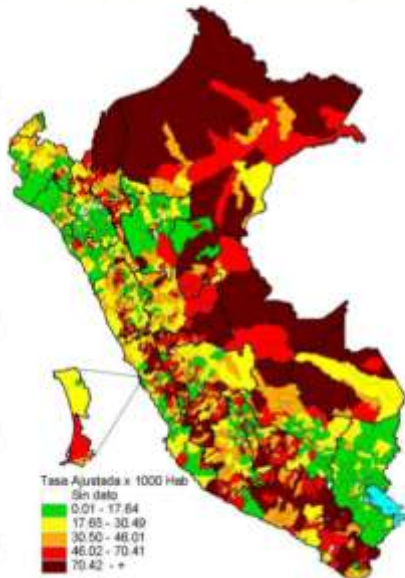 Tasa Ajustada x 1000 Hab
Sin dato
0.01 - 17.64
17.65 - 30.49
30.50 - 46.01
46.02 - 70.41
70.42 - +